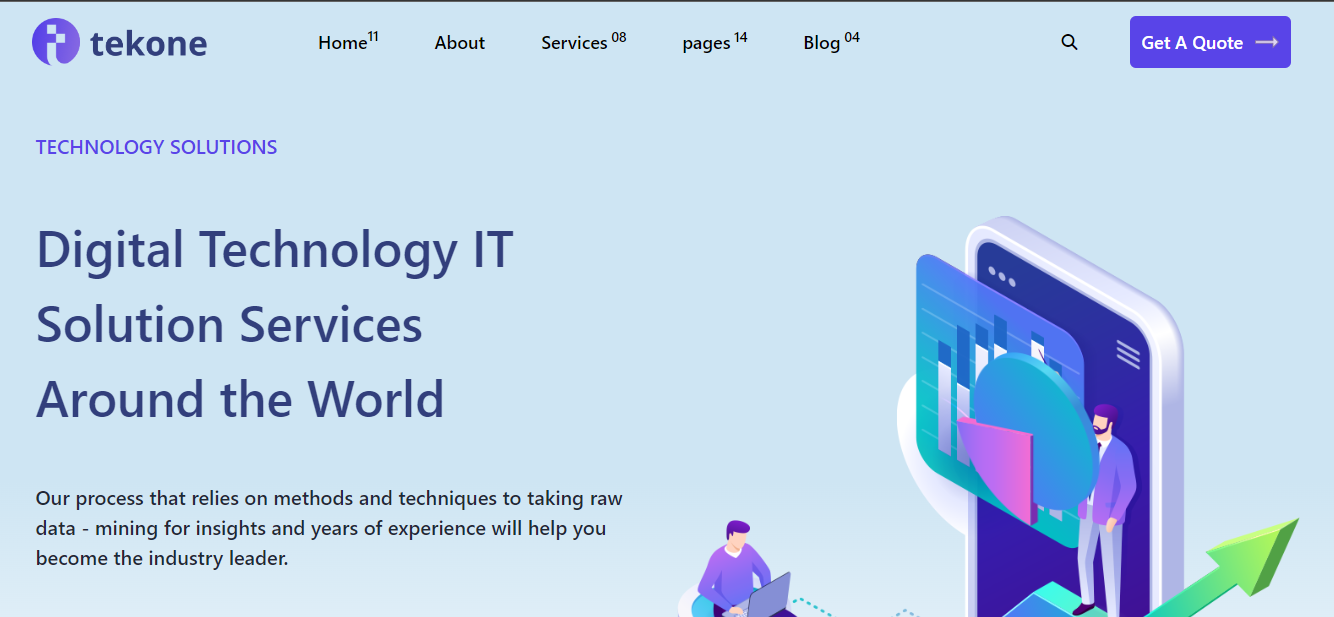 tekone
Home 11
About
Services 08
pages 14
Blog 04
Get A Quote
TECHNOLOGY SOLUTIONS
Digital Technology IT
Solution Services
Around the World
Our process that relies on methods and techniques to taking raw
data - mining for insights and years of experience will help you
become the industry leader.